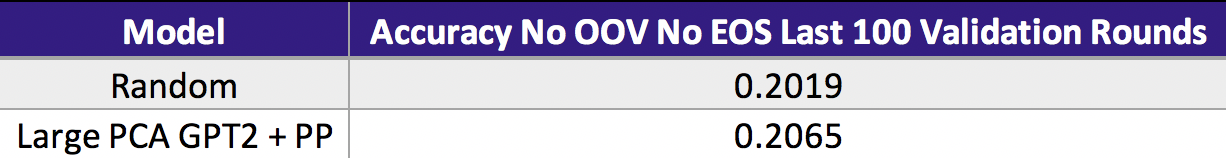 Model Accuracy No OOV No EOS Last 100 Validation Rounds
Random 0.2019
Large PCA GPT2 + PP 0.2065